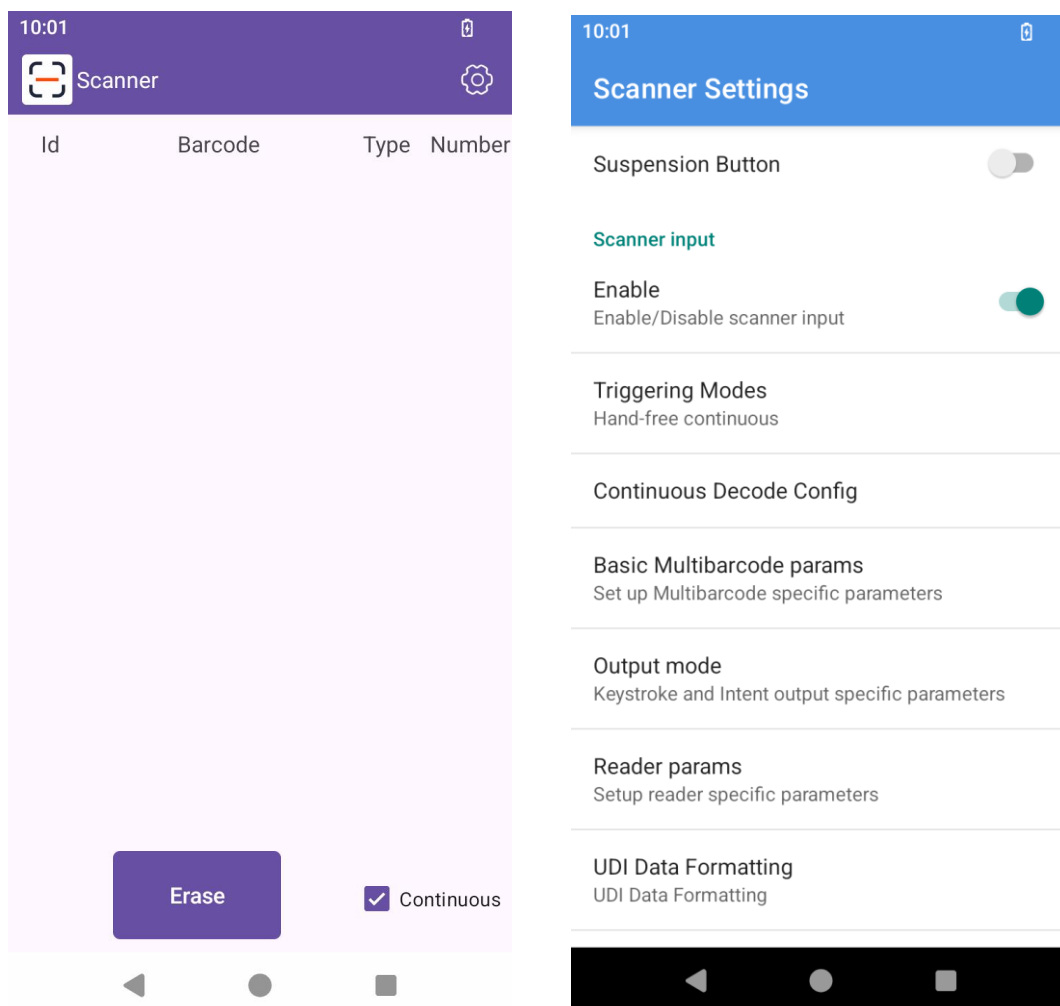 10:01
Scanner
Id Barcode Type Number
Erase
Continuous
10:01
Scanner Settings
Suspension Button
Scanner input
Enable
Enable/Disable scanner input
Triggering Modes
Hand-free continuous
Continuous Decode Config
Basic Multibarcode params
Set up Multibarcode specific parameters
Output mode
Keystroke and Intent output specific parameters
Reader params
Setup reader specific parameters
UDI Data Formatting
UDI Data Formatting